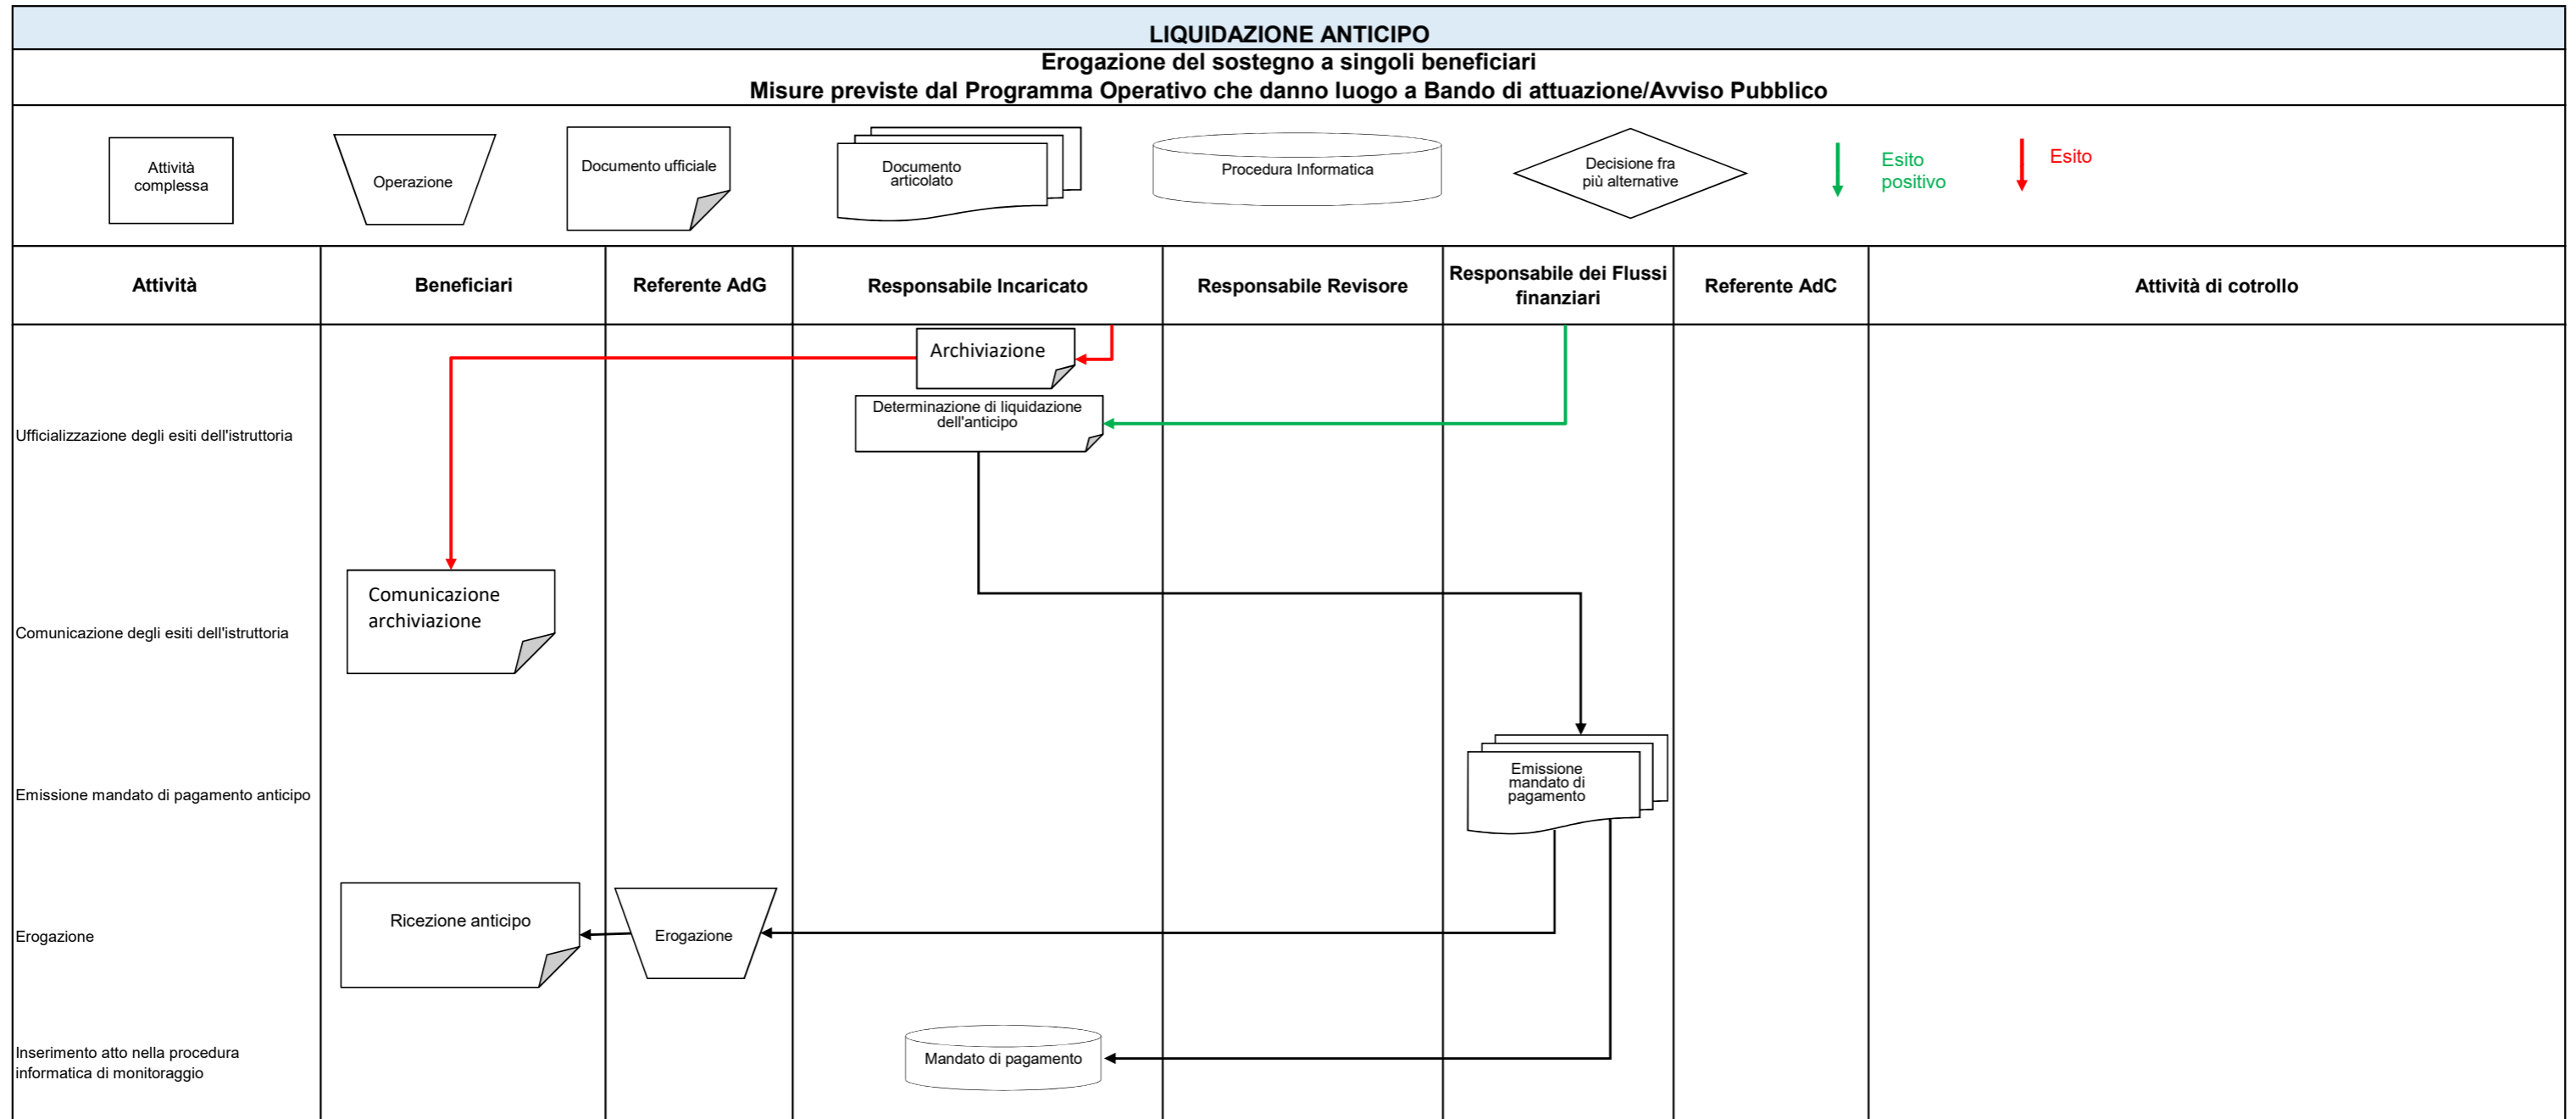 LIQUIDAZIONE ANTICIPO
Erogazione del sostegno a singoli beneficiari
Misure previste dal Programma Operativo che danno luogo a Bando di attuazione/Avviso Pubblico
Attività
complessa
Operazione
Documento ufficiale
Documento
articolato
Procedura Informatica
Decisione fra
più alternative
Esito
positivo
Esito
Attività
Beneficiari
Referente AdG
Responsabile Incaricato
Responsabile Revisore
Responsabile dei Flussi
finanziari
Referente AdC
Attività di cotrollo
Archiviazione
Determinazione di liquidazione
dell'anticipo
Ufficializzazione degli esiti dell'istruttoria
Comunicazione
archiviazione
Comunicazione degli esiti dell'istruttoria
Emissione
mandato di
pagamento
Emissione mandato di pagamento anticipo
Ricezione anticipo
Erogazione
Erogazione
Mandato di pagamento
Inserimento atto nella procedura
informatica di monitoraggio